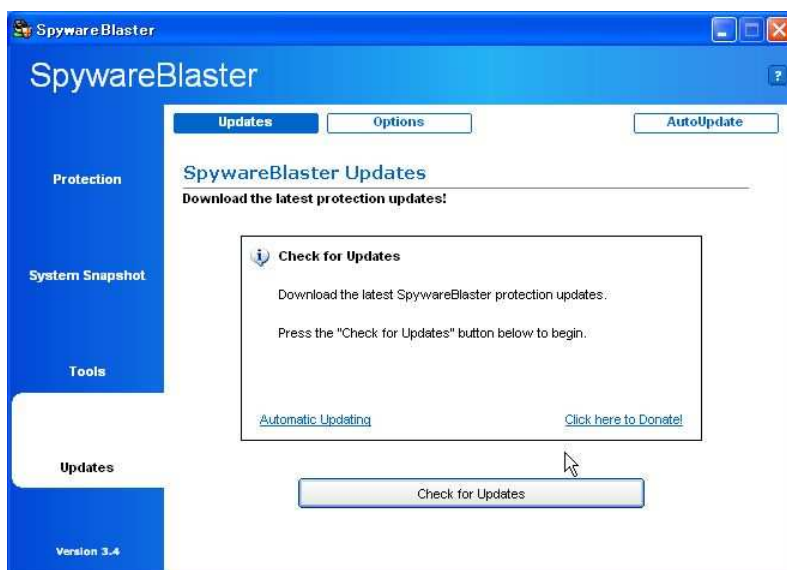 SpywareBlaster
SpywareBlaster
?
Updates Options AutoUpdate
Protection
SpywareBlaster Updates
Download the latest protection updates!
Check for Updates
System Snapshot
Download the latest SpywareBlaster protection updates.
Press the "Check for Updates" button below to begin.
Tools
Automatic Updating Click here to Donate!
Updates
Check for Updates
Version 3.4